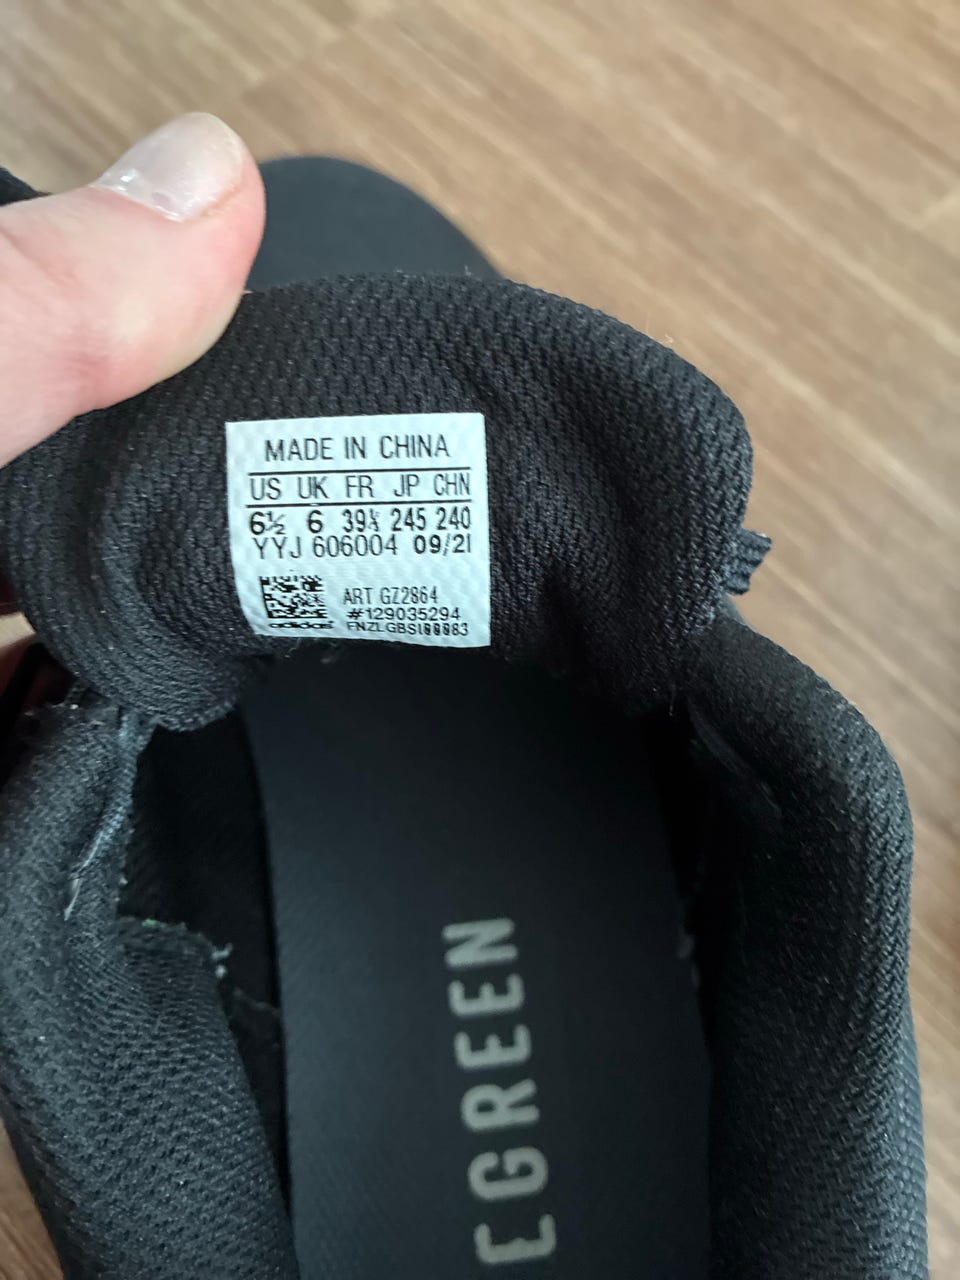 MADE IN CHINA
US UK FR JP CHN
6½ 6 39⅓ 245 240
YYJ 606004 09/21
ART GZ2864
#129035294
adidas
EGREEN